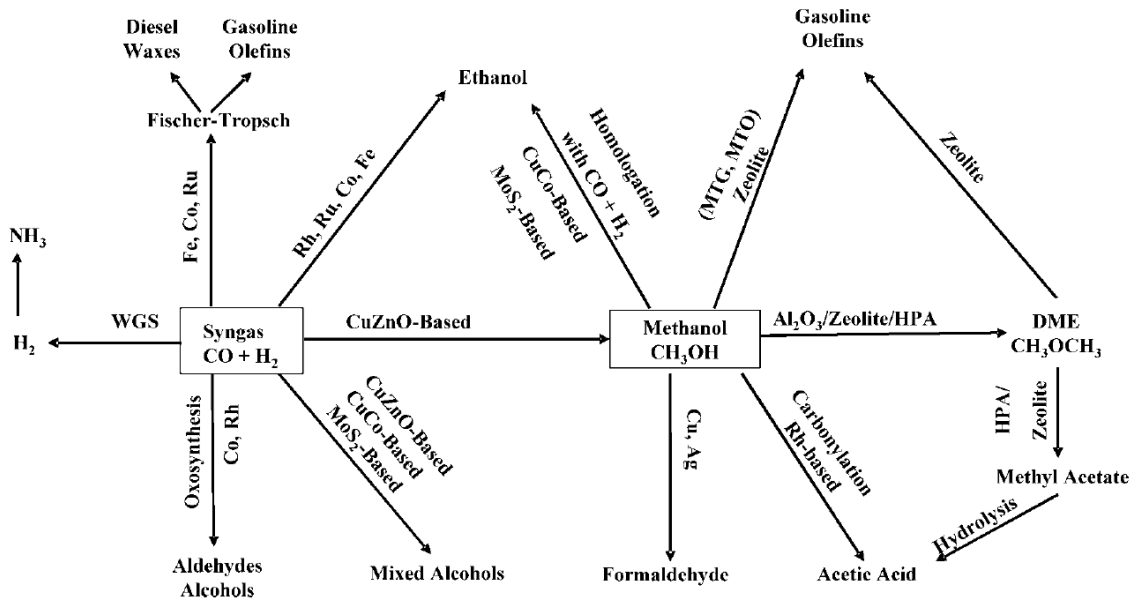 Diesel
Waxes
Gasoline
Olefins
Gasoline
Olefins
Fischer-Tropsch
Ethanol
Fe, Co, Ru
Rh, Ru, Co, Fe
Homologation
with CO + H₂
CuCo-Based
MoS₂-Based
(MTG, MTO)
Zeolite
Zeolite
NH₃
H₂
WGS
Syngas
CO + H₂
CuZnO-Based
Methanol
CH₃OH
Al₂O₃/Zeolite/HPA
DME
CH₃OCH₃
Oxosynthesis
Co, Rh
CuZnO-Based
CuCo-Based
MoS₂-Based
Cu, Ag
Carbonylation
Rh-based
HPA/
Zeolite
Methyl Acetate
Hydrolysis
Aldehydes
Alcohols
Mixed Alcohols
Formaldehyde
Acetic Acid